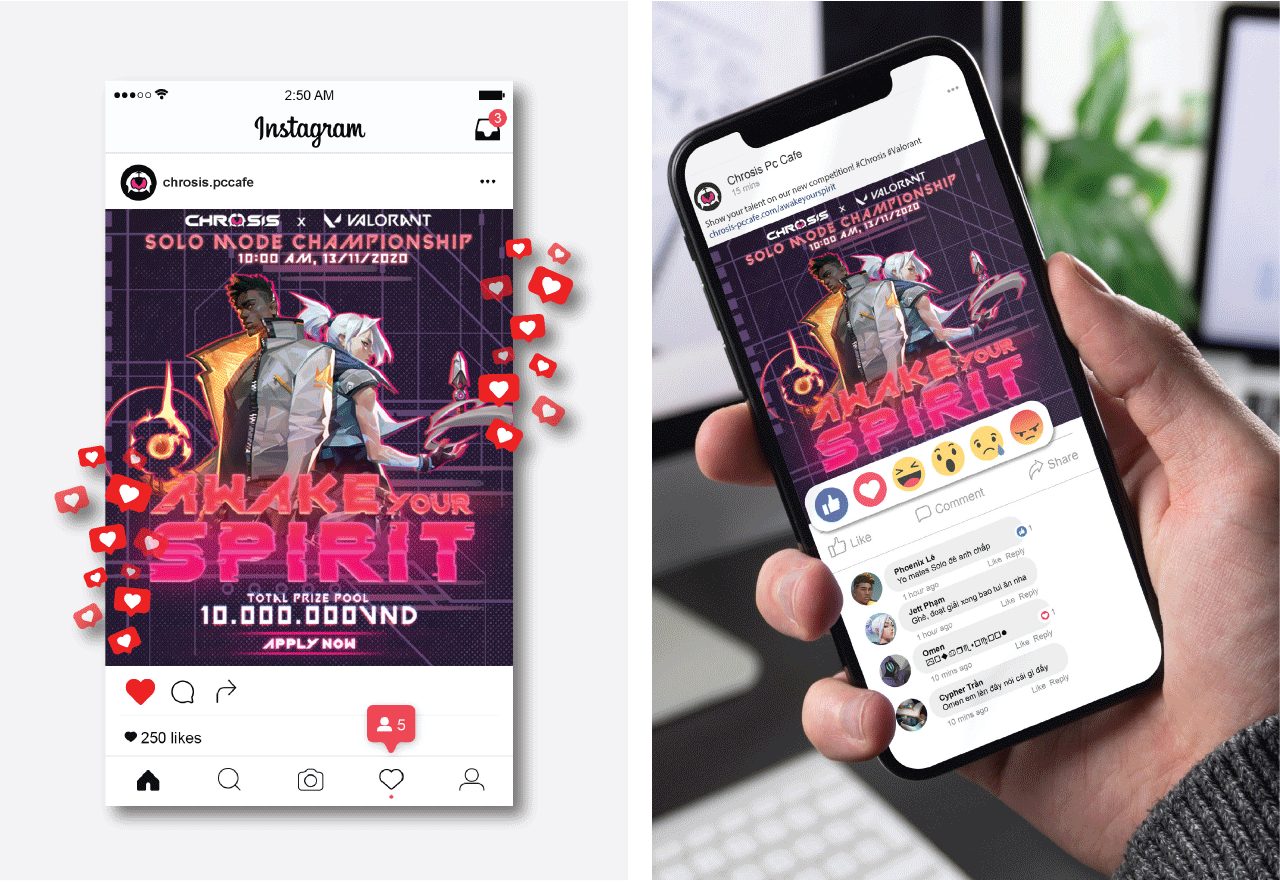 2:50 AM
Instagram
3
chrosis.pccafe
CHROSIS x VALORANT
SOLO MODE CHAMPIONSHIP
10:00 AM, 13/11/2020
AWAKE YOUR
SPIRIT
TOTAL PRIZE POOL
10.000.000VND
APPLY NOW
250 likes
5
Chrosis Pc Cafe
15 mins
Show your talent on our new competition! #Chrosis #Valorant
chrosis-pccafe.com/awakeyourspirit
CHROSIS x VALORANT
SOLO MODE CHAMPIONSHIP
10:00 AM, 13/11/2020
AWAKE YOUR
SPIRIT
Like Comment Share
Phoenix Lê
Yo mates Solo đê anh chấp
1
1 hour ago Like Reply
Jett Phạm
Ghê, đoạt giải xong bao tui ăn nha
1 hour ago Like Reply
Omen
1
10 mins ago Like Reply
Cypher Trần
Omen em lên đây nói cái gì đấy
10 mins ago Like Reply